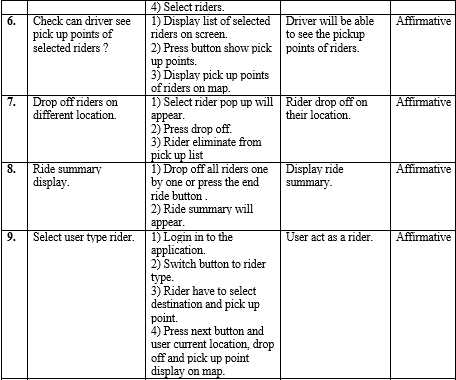 4) Select riders.
6.
Check can driver see
pick up points of
selected riders ?
1) Display list of selected
riders on screen.
2) Press button show pick
up points.
3) Display pick up points
of riders on map.
Driver will be able
to see the pickup
points of riders.
Affirmative
7.
Drop off riders on
different location.
1) Select rider pop up will
appear.
2) Press drop off.
3) Rider eliminate from
pick up list
Rider drop off on
their location.
Affirmative
8.
Ride summary
display.
1) Drop off all riders one
by one or press the end
ride button .
2) Ride summary will
appear.
Display ride
summary.
Affirmative
9.
Select user type rider.
1) Login in to the
application.
2) Switch button to rider
type.
3) Rider have to select
destination and pick up
point.
4) Press next button and
user current location, drop
off and pick up point
display on map.
User act as a rider.
Affirmative